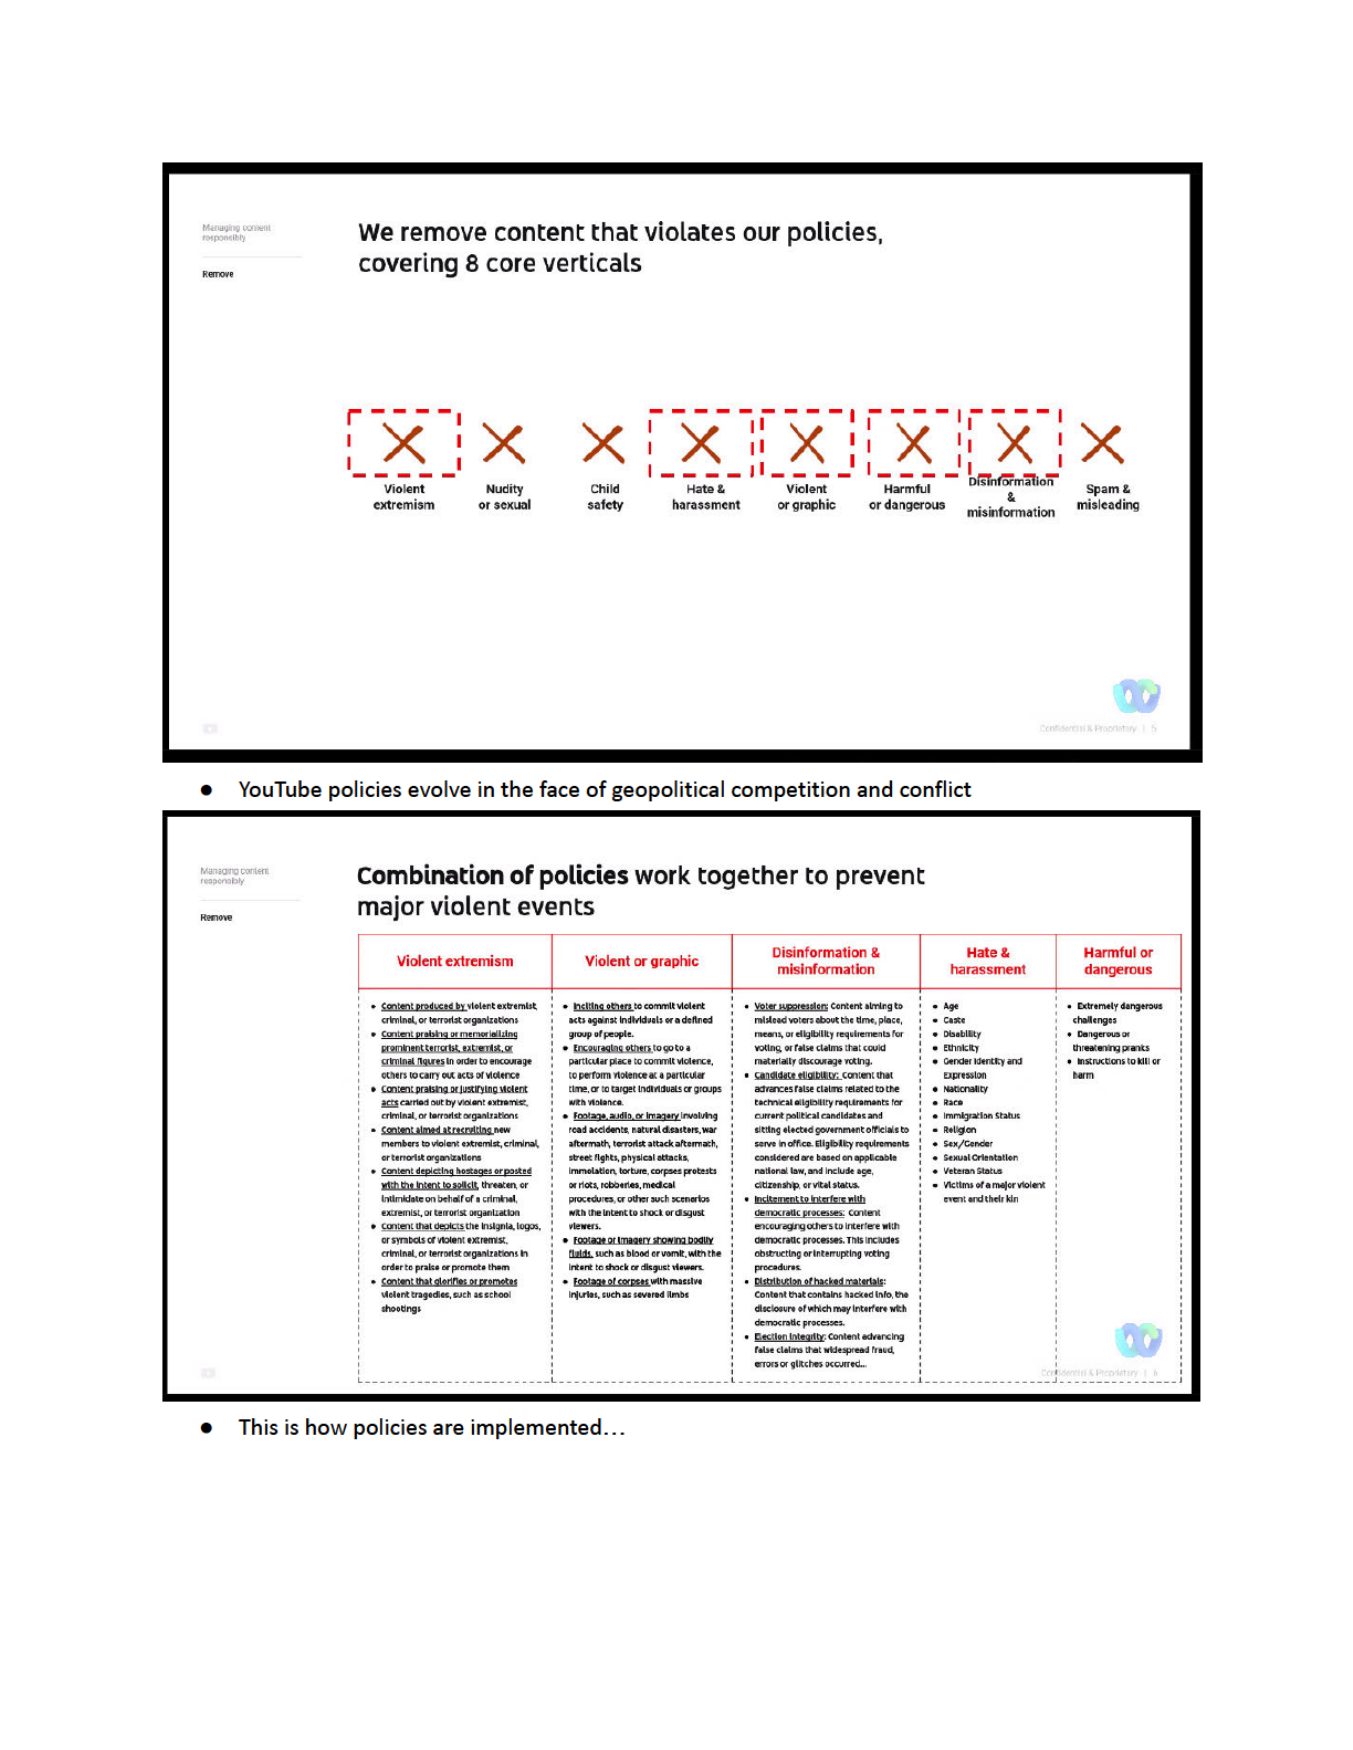 Managing content
responsibly
Remove
We remove content that violates our policies,
covering 8 core verticals
Violent
extremism
Nudity
or sexual
Child
safety
Hate &
harassment
Violent
or graphic
Harmful
or dangerous
Disinformation
&
misinformation
Spam &
misleading
Confidential & Proprietary | 5
● YouTube policies evolve in the face of geopolitical competition and conflict
Managing content
responsibly
Remove
Combination of policies work together to prevent
major violent events
Violent extremism
• Content produced by violent extremist,
criminal, or terrorist organizations
• Content praising or memorializing
prominent terrorist, extremist, or
criminal figures in order to encourage
others to carry out acts of violence
• Content praising or justifying violent
acts carried out by violent extremist,
criminal, or terrorist organizations
• Content aimed at recruiting new
members to violent extremist, criminal,
or terrorist organizations
• Content depicting hostages or posted
with the intent to solicit, threaten, or
intimidate on behalf of a criminal,
extremist, or terrorist organization
• Content that depicts the insignia, logos,
or symbols of violent extremist,
criminal, or terrorist organizations in
order to praise or promote them
• Content that glorifies or promotes
violent tragedies, such as school
shootings
Violent or graphic
• Inciting others to commit violent
acts against individuals or a defined
group of people.
• Encouraging others to go to a
particular place to commit violence,
to perform violence at a particular
time, or to target individuals or groups
with violence.
• Footage, audio, or imagery involving
road accidents, natural disasters, war
aftermath, terrorist attack aftermath,
street fights, physical attacks,
immolation, torture, corpses protests
or riots, robberies, medical
procedures, or other such scenarios
with the intent to shock or disgust
viewers.
• Footage or imagery showing bodily
fluids, such as blood or vomit, with the
intent to shock or disgust viewers.
• Footage of corpses with massive
injuries, such as severed limbs
Disinformation &
misinformation
• Voter suppression: Content aiming to
mislead voters about the time, place,
means, or eligibility requirements for
voting, or false claims that could
materially discourage voting.
• Candidate eligibility: Content that
advances false claims related to the
technical eligibility requirements for
current political candidates and
sitting elected government officials to
serve in office. Eligibility requirements
considered are based on applicable
national law, and include age,
citizenship, or vital status.
• Incitement to interfere with
democratic processes: Content
encouraging others to interfere with
democratic processes. This includes
obstructing or interrupting voting
procedures.
• Distribution of hacked materials:
Content that contains hacked info, the
disclosure of which may interfere with
democratic processes.
• Election integrity: Content advancing
false claims that widespread fraud,
errors or glitches occurred...
Hate &
harassment
• Age
• Caste
• Disability
• Ethnicity
• Gender Identity and
Expression
• Nationality
• Race
• Immigration Status
• Religion
• Sex/Gender
• Sexual Orientation
• Veteran Status
• Victims of a major violent
event and their kin
Harmful or
dangerous
• Extremely dangerous
challenges
• Dangerous or
threatening pranks
• Instructions to kill or
harm
Confidential & Proprietary | 6
● This is how policies are implemented...